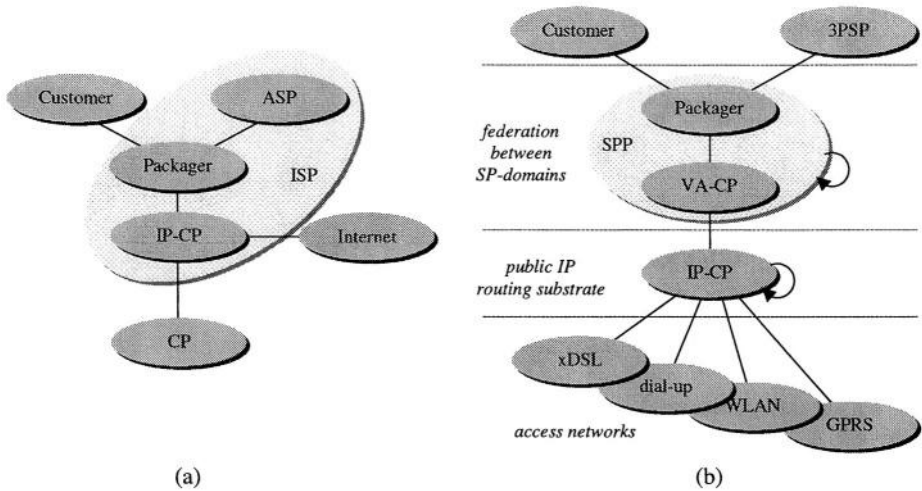 Customer
ASP
Packager
ISP
IP-CP
Internet
CP
(a)
Customer
3PSP
Packager
federation
between
SP-domains
SPP
VA-CP
public IP
routing substrate
IP-CP
xDSL
dial-up
WLAN
GPRS
access networks
(b)